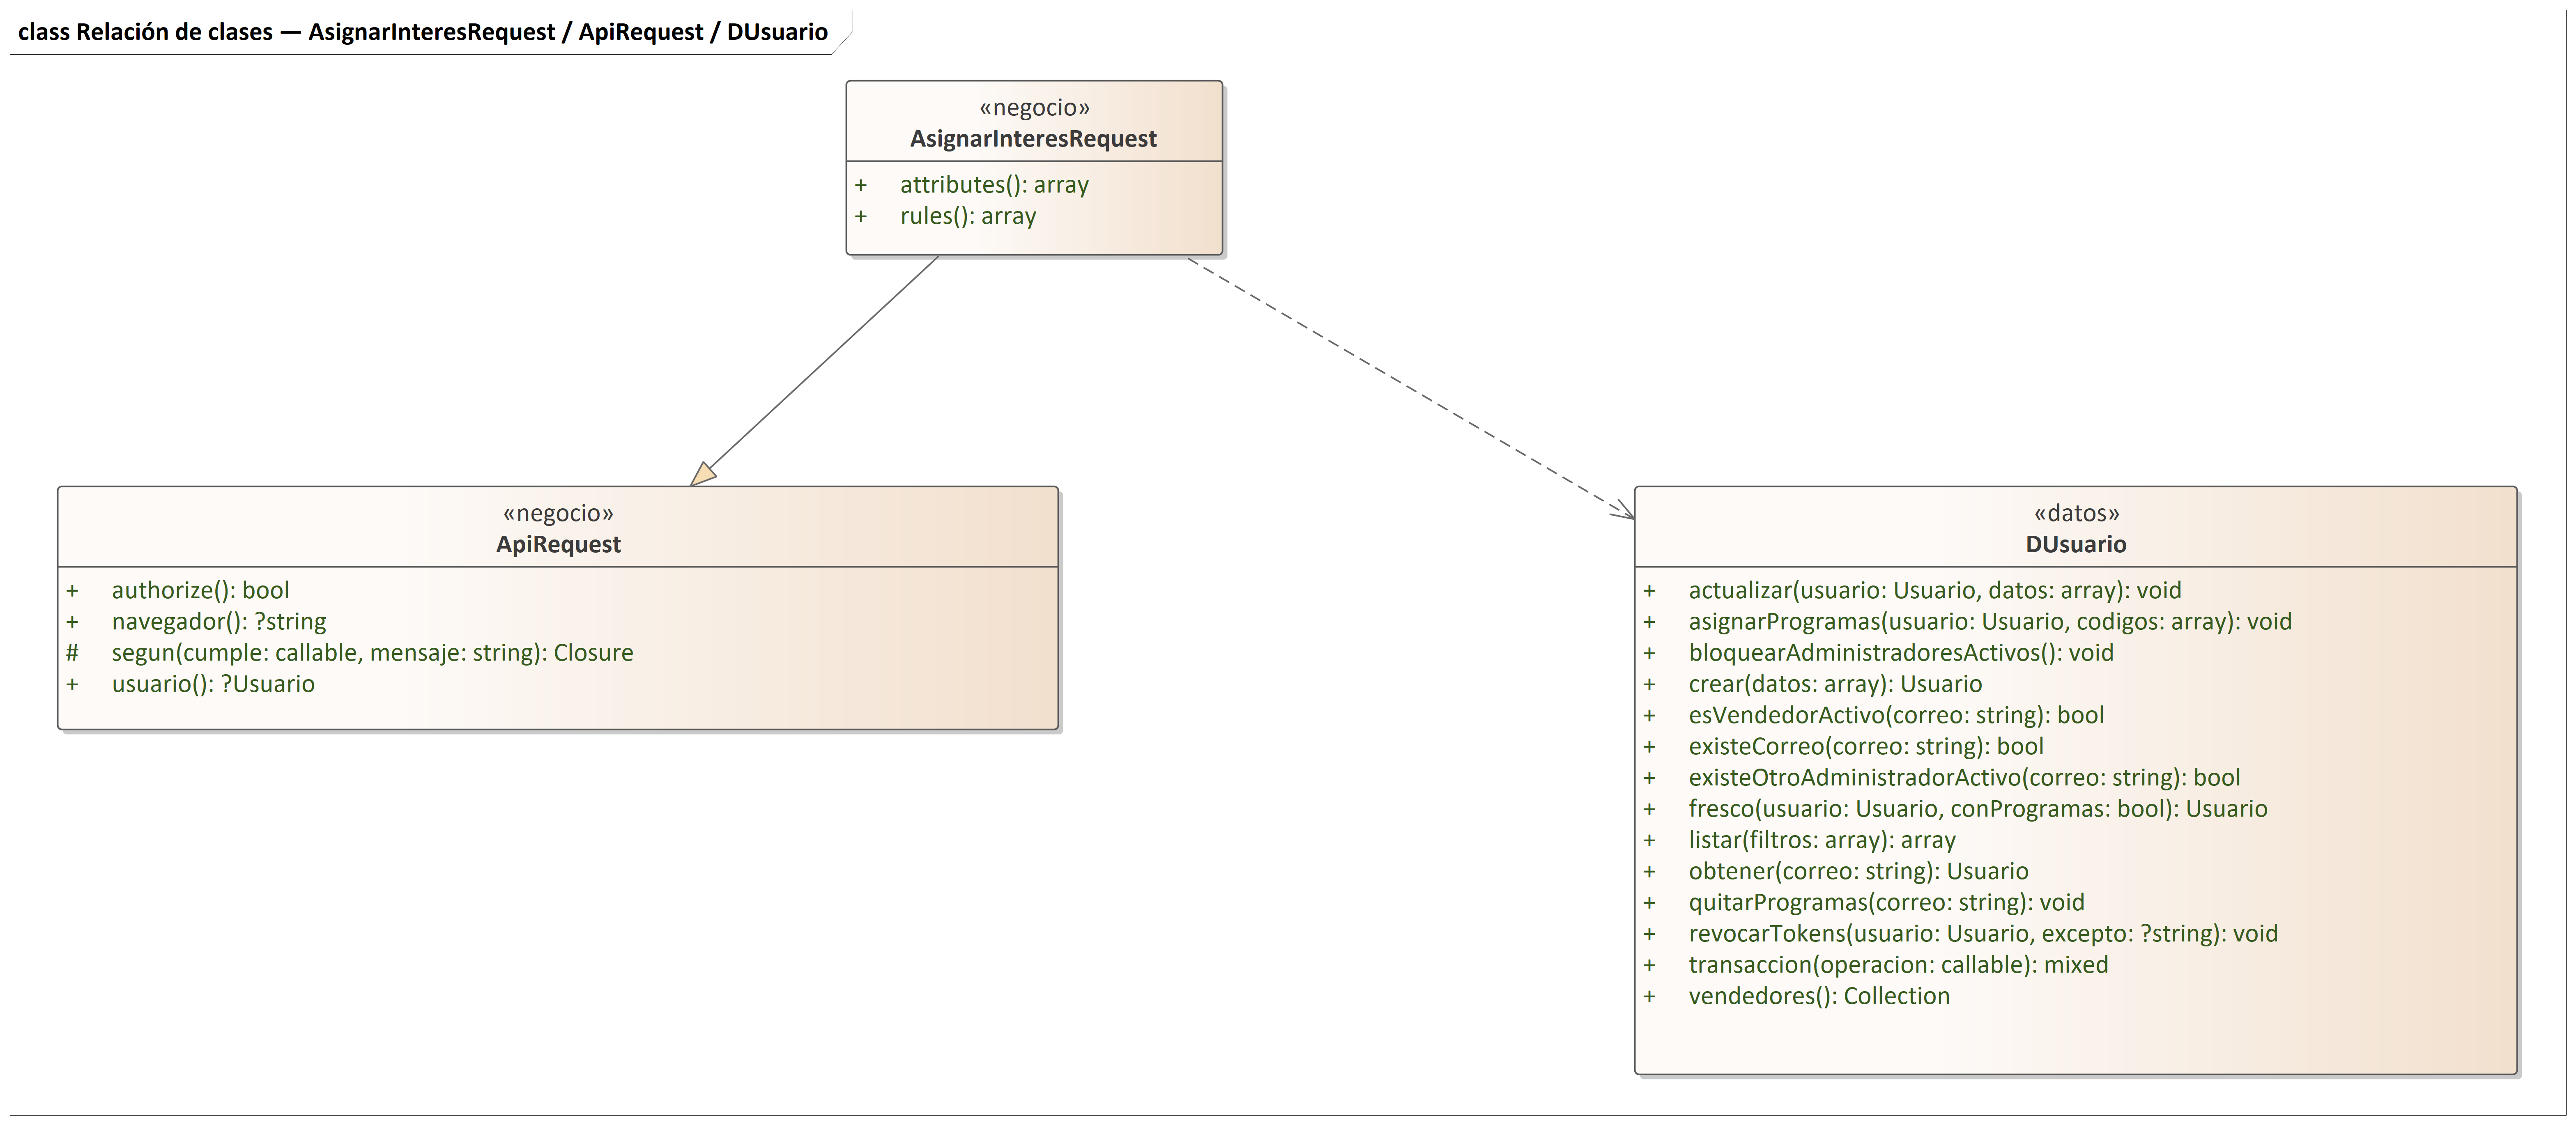 class Relación de clases — AsignarInteresRequest / ApiRequest / DUsuario
«negocio»
AsignarInteresRequest
+ attributes(): array
+ rules(): array
«negocio»
ApiRequest
+ authorize(): bool
+ navegador(): ?string
# segun(cumple: callable, mensaje: string): Closure
+ usuario(): ?Usuario
«datos»
DUsuario
+ actualizar(usuario: Usuario, datos: array): void
+ asignarProgramas(usuario: Usuario, codigos: array): void
+ bloquearAdministradoresActivos(): void
+ crear(datos: array): Usuario
+ esVendedorActivo(correo: string): bool
+ existeCorreo(correo: string): bool
+ existeOtroAdministradorActivo(correo: string): bool
+ fresco(usuario: Usuario, conProgramas: bool): Usuario
+ listar(filtros: array): array
+ obtener(correo: string): Usuario
+ quitarProgramas(correo: string): void
+ revocarTokens(usuario: Usuario, excepto: ?string): void
+ transaccion(operacion: callable): mixed
+ vendedores(): Collection